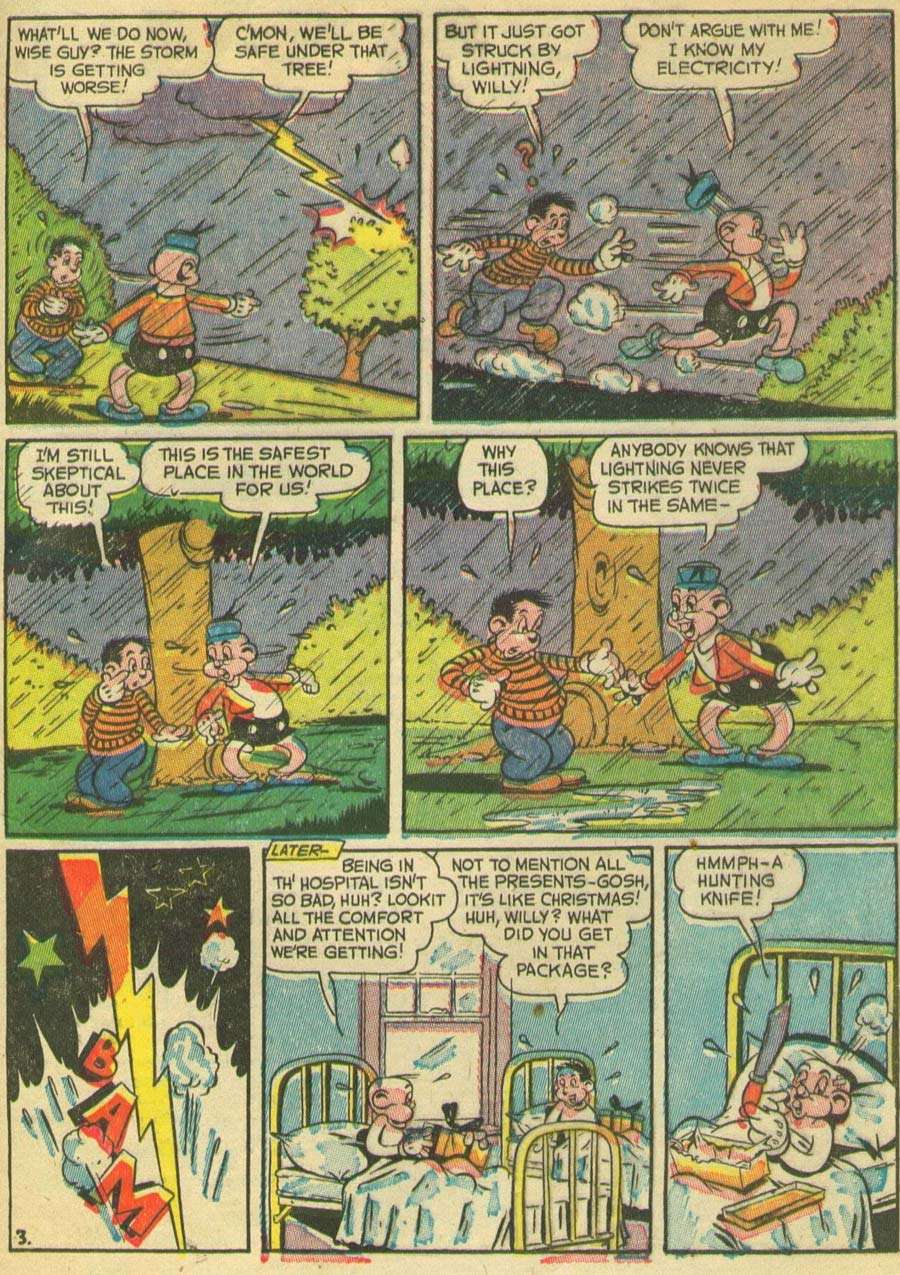 WHAT'LL WE DO NOW,
WISE GUY? THE STORM
IS GETTING
WORSE!
C'MON, WE'LL BE
SAFE UNDER THAT
TREE!
BUT IT JUST GOT
STRUCK BY
LIGHTNING,
WILLY!
DON'T ARGUE WITH ME!
I KNOW MY
ELECTRICITY!
?
I'M STILL
SKEPTICAL
ABOUT
THIS!
THIS IS THE SAFEST
PLACE IN THE WORLD
FOR US!
WHY
THIS
PLACE?
ANYBODY KNOWS THAT
LIGHTNING NEVER
STRIKES TWICE
IN THE SAME-
BAM
3.
LATER-
BEING IN
TH' HOSPITAL ISN'T
SO BAD, HUH? LOOKIT
ALL THE COMFORT
AND ATTENTION
WE'RE GETTING!
NOT TO MENTION ALL
THE PRESENTS-GOSH,
IT'S LIKE CHRISTMAS!
HUH, WILLY? WHAT
DID YOU GET
IN THAT
PACKAGE?
HMMPH-A
HUNTING
KNIFE!